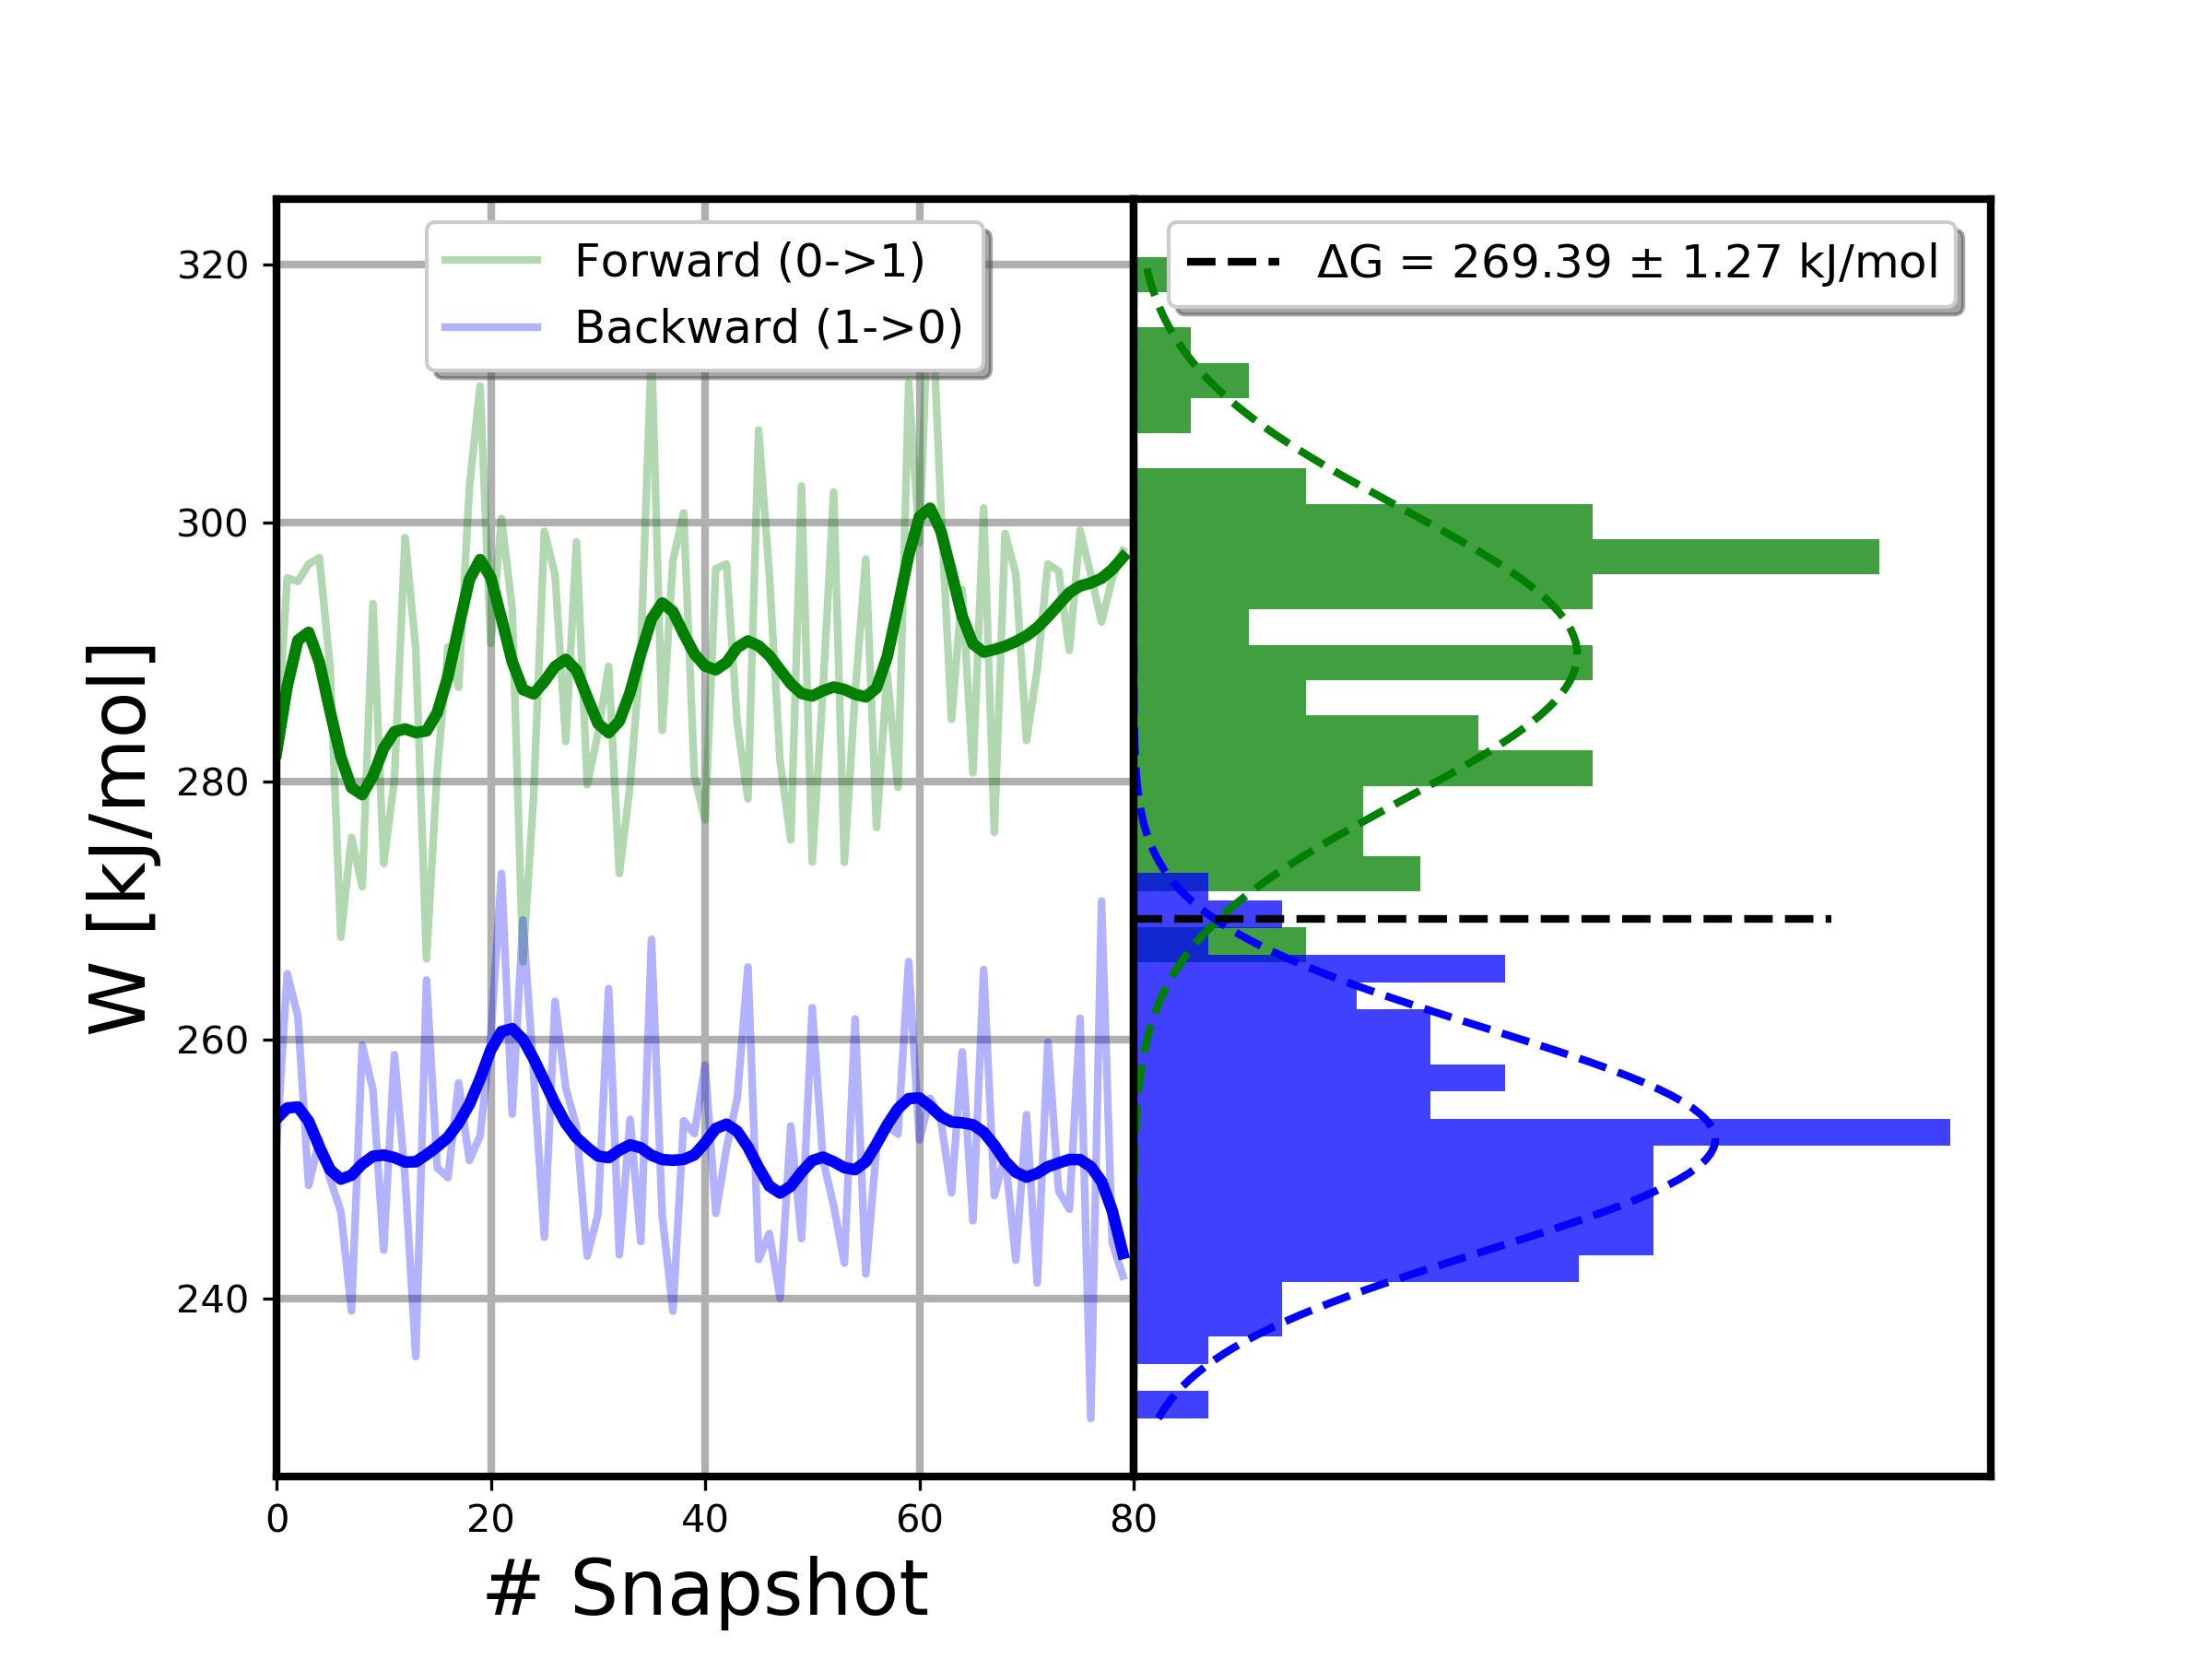 Forward (0->1)
Backward (1->0)
ΔG = 269.39 ± 1.27 kJ/mol
W [kJ/mol]
320
300
280
260
240
0 20 40 60 80
# Snapshot